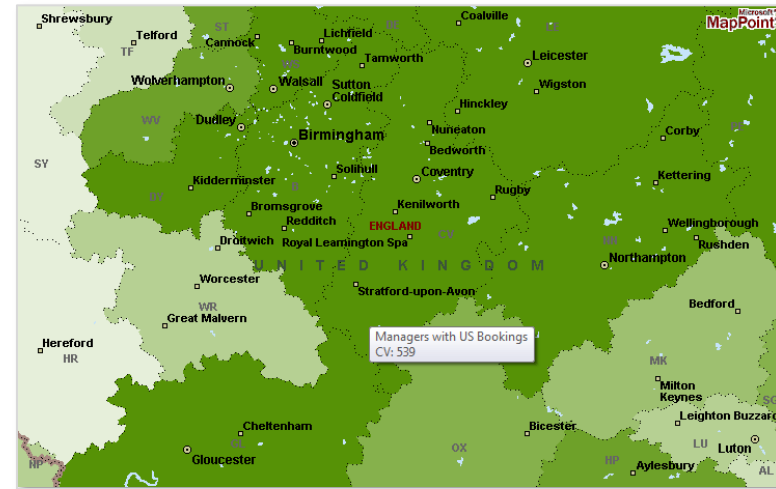 Shrewsbury
Telford
TF
ST
Cannock
Lichfield
Burntwood
WS
DE
Tamworth
Coalville
LE
Microsoft®
MapPoint®
Leicester
Wolverhampton
Walsall
Sutton
Coldfield
Wigston
Hinckley
WV
Dudley
Birmingham
Nuneaton
Bedworth
Corby
PE
SY
DY
Kidderminster
B
Solihull
Coventry
Rugby
Kettering
Bromsgrove
Kenilworth
Redditch
ENGLAND
CV
Droitwich
Royal Leamington Spa
NN
Wellingborough
Rushden
UNITED KINGDOM
Northampton
Worcester
Stratford-upon-Avon
WR
Great Malvern
Bedford
Hereford
HR
Managers with US Bookings
CV: 539
MK
Milton
Keynes
SG
Cheltenham
GL
Gloucester
OX
Bicester
Leighton Buzzard
LU
Luton
NP
HP
Aylesbury
AL